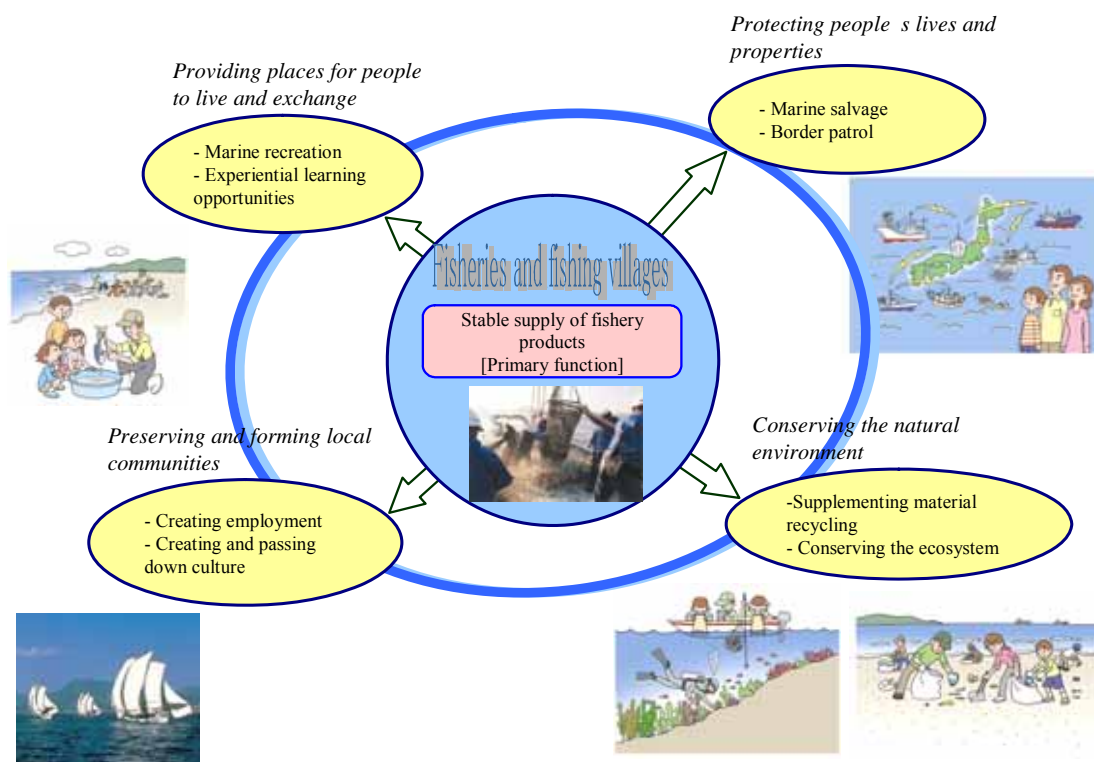 Protecting people s lives and
properties
- Marine salvage
- Border patrol
Providing places for people
to live and exchange
- Marine recreation
- Experiential learning
opportunities
Fisheries and fishing villages
Stable supply of fishery
products
[Primary function]
Preserving and forming local
communities
- Creating employment
- Creating and passing
down culture
Conserving the natural
environment
-Supplementing material
recycling
- Conserving the ecosystem